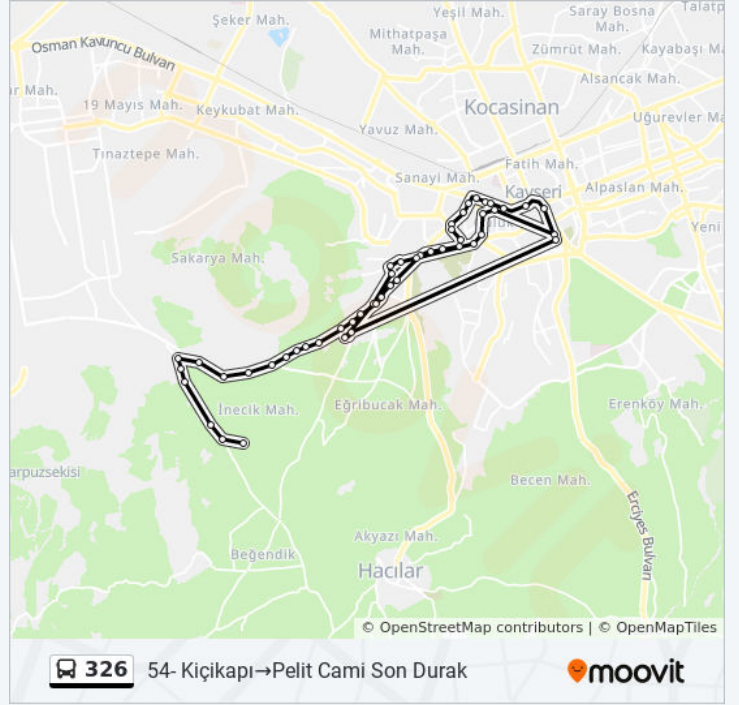 Şeker Mah.
Yeşil Mah.
Saray Bosna
Mah.
Talatp
Mithatpaşa
Mah.
Osman Kavuncu Bulvarı
Zümrüt Mah.
Kayabaşı Ma
Alsancak Mah.
ar Mah.
19 Mayıs Mah.
Keykubat Mah.
Kocasinan
Uğurevler Ma
Yavuz Mah.
Tınaztepe Mah.
Fatih Mah.
Sanayi Mah.
Kayseri
Alpaslan Mah.
Yeni
Sakarya Mah.
İnecik Mah.
Eğribucak Mah.
Erenköy Mah.
arpuzsekisi
Becen Mah.
Erciyes Bulvarı
Akyazı Mah.
Beğendik
Hacılar
© OpenStreetMap contributors | © OpenMapTiles
326 54- Kiçikapı→Pelit Cami Son Durak
moovit